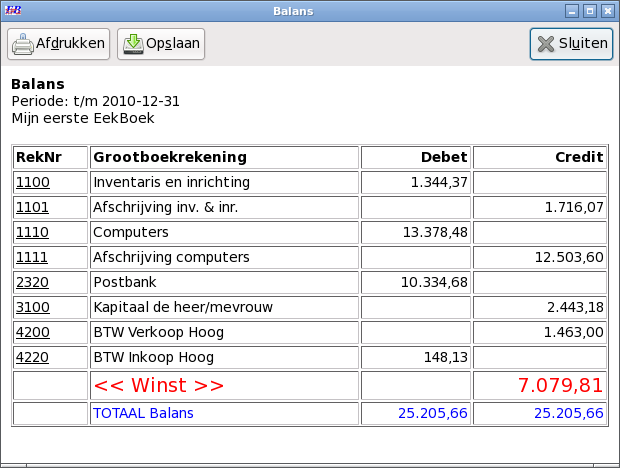 EB Balans
Afdrukken Opslaan Sluiten
Balans
Periode: t/m 2010-12-31
Mijn eerste EekBoek
RekNr Grootboekrekening Debet Credit
1100 Inventaris en inrichting 1.344,37
1101 Afschrijving inv. & inr. 1.716,07
1110 Computers 13.378,48
1111 Afschrijving computers 12.503,60
2320 Postbank 10.334,68
3100 Kapitaal de heer/mevrouw 2.443,18
4200 BTW Verkoop Hoog 1.463,00
4220 BTW Inkoop Hoog 148,13
<< Winst >> 7.079,81
TOTAAL Balans 25.205,66 25.205,66